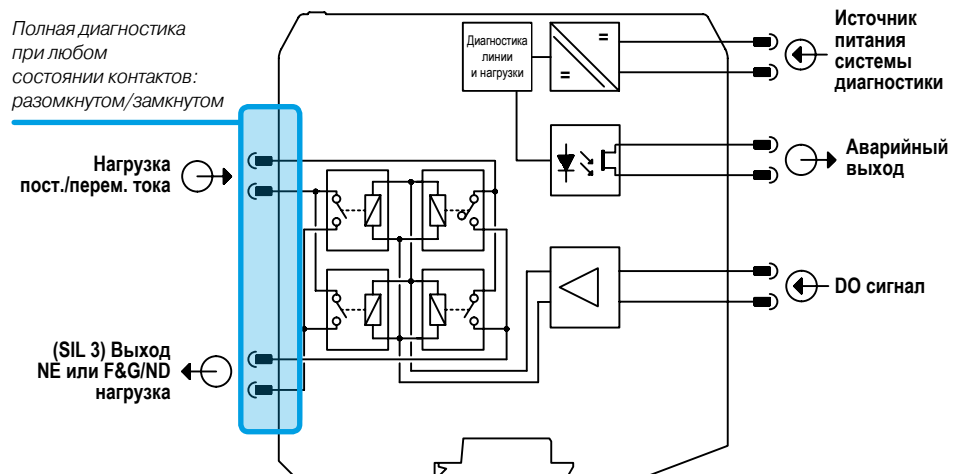 Полная диагностика
при любом
состоянии контактов:
разомкнутом/замкнутом
Диагностика
линии
и нагрузки
=
=
Источник
питания
системы
диагностики
Аварийный
выход
Нагрузка
пост./перем. тока
DO сигнал
(SIL 3) Выход
NE или F&G/ND
нагрузка